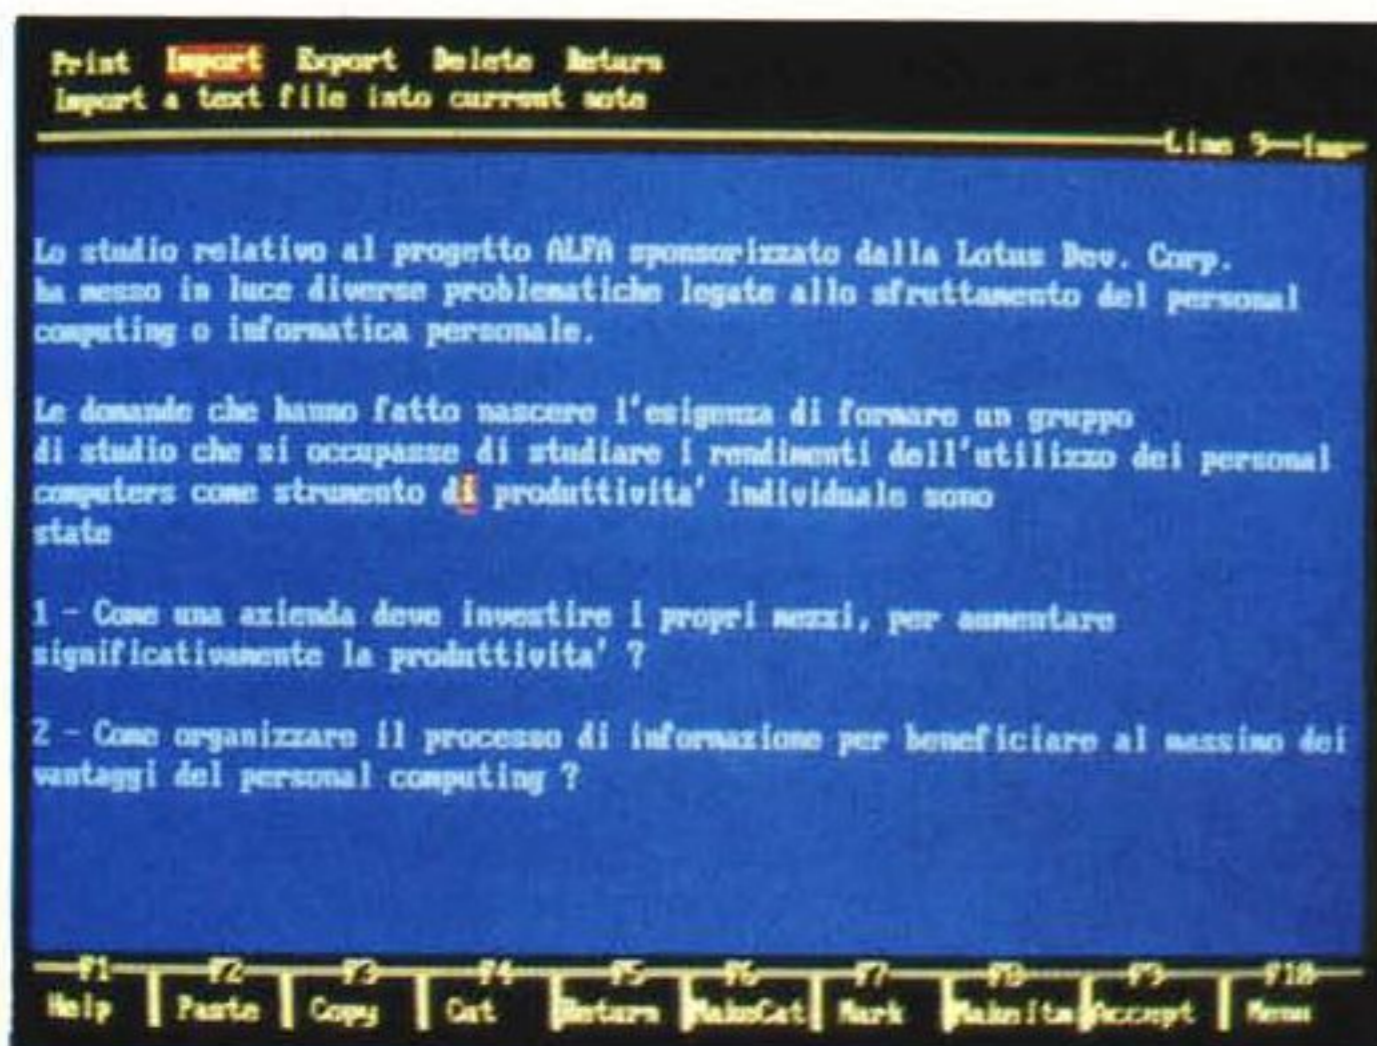 Print Import Export Delete Return
Import a text file into current note
Line 9 Ins
Lo studio relativo al progetto ALFA sponsorizzato dalla Lotus Dev. Corp.
ha messo in luce diverse problematiche legate allo sfruttamento del personal
computing o informatica personale.
Le domande che hanno fatto nascere l'esigenza di formare un gruppo
di studio che si occupasse di studiare i rendimenti dell'utilizzo dei personal
computers come strumento di produttivita' individuale sono
state
1 - Come una azienda deve investire i propri mezzi, per aumentare
significativamente la produttivita' ?
2 - Come organizzare il processo di informazione per beneficiare al massimo dei
vantaggi del personal computing ?
F1 F2 F3 F4 F5 F6 F7 F8 F9 F10
Help Paste Copy Cut Return MakeCat Mark MakeItm Accept Menu